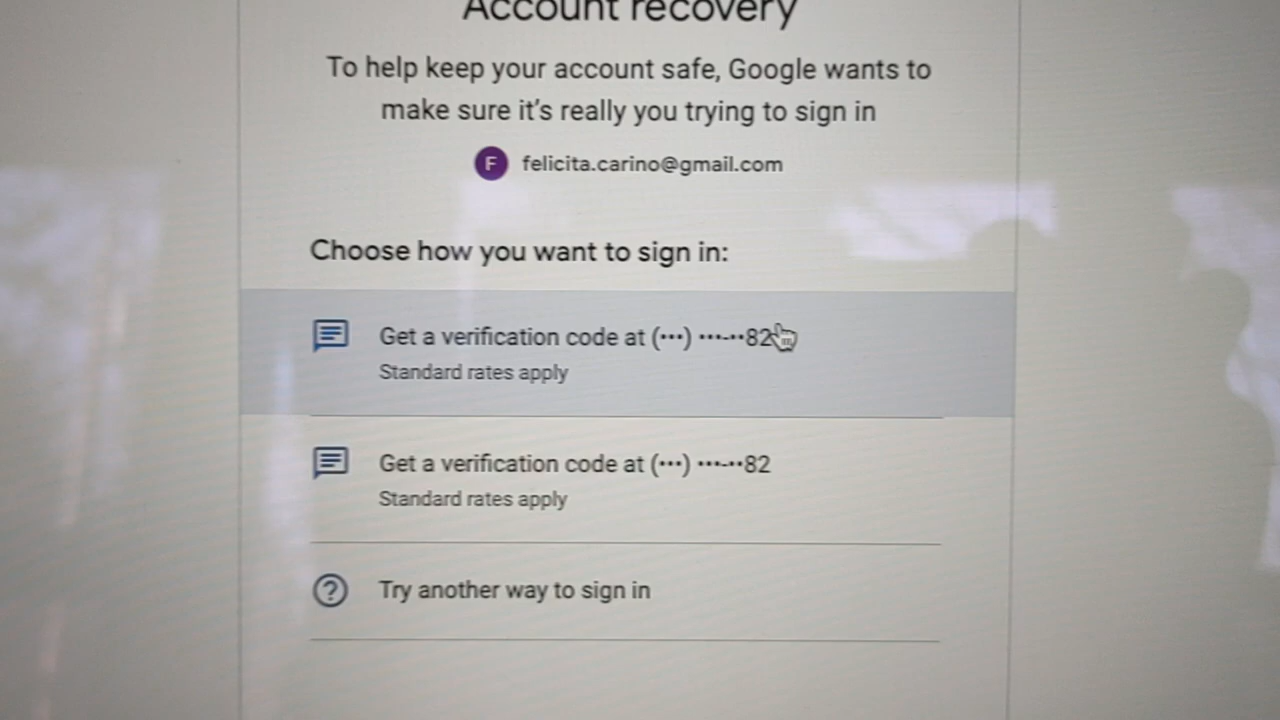 Account recovery
To help keep your account safe, Google wants to
make sure it's really you trying to sign in
F felicita.carino@gmail.com
Choose how you want to sign in:
Get a verification code at (•••) •••-••82
Standard rates apply
Get a verification code at (•••) •••-••82
Standard rates apply
Try another way to sign in